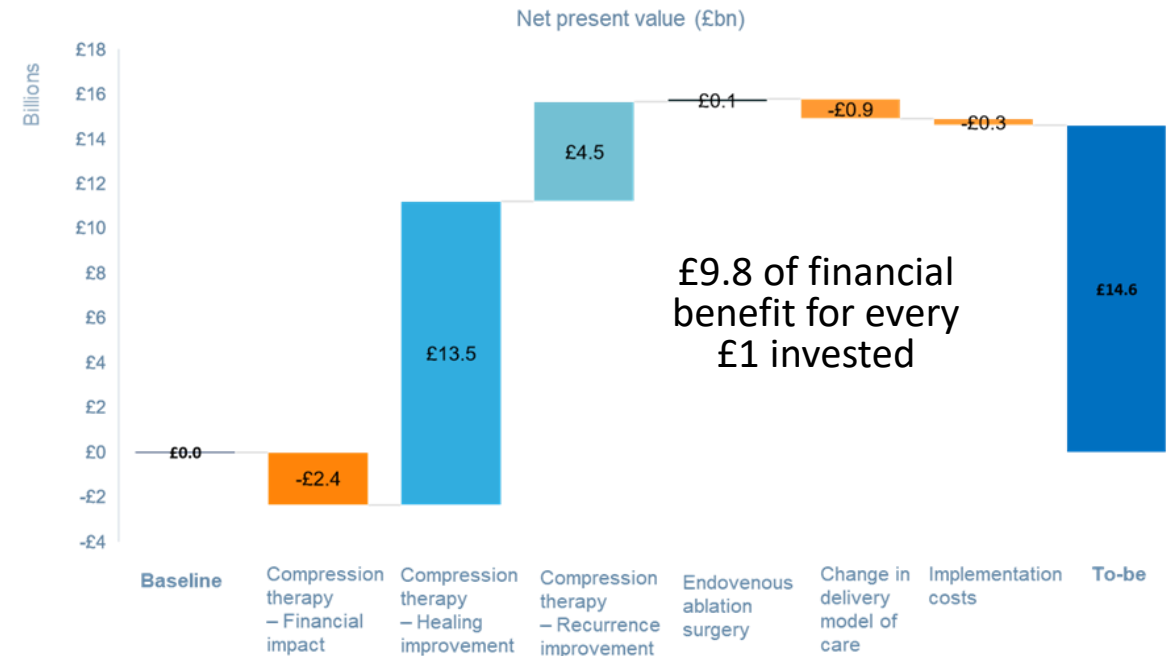 Net present value (£bn)
Billions
£18
£16
£14
£12
£10
£8
£6
£4
£2
£0
-£2
-£4
£0.0
-£2.4
£13.5
£4.5
£0.1
-£0.9
-£0.3
£14.6
£9.8 of financial
benefit for every
£1 invested
Baseline
Compression
therapy
– Financial
impact
Compression
therapy
– Healing
improvement
Compression
therapy
– Recurrence
improvement
Endovenous
ablation
surgery
Change in
delivery
model of
care
Implementation
costs
To-be